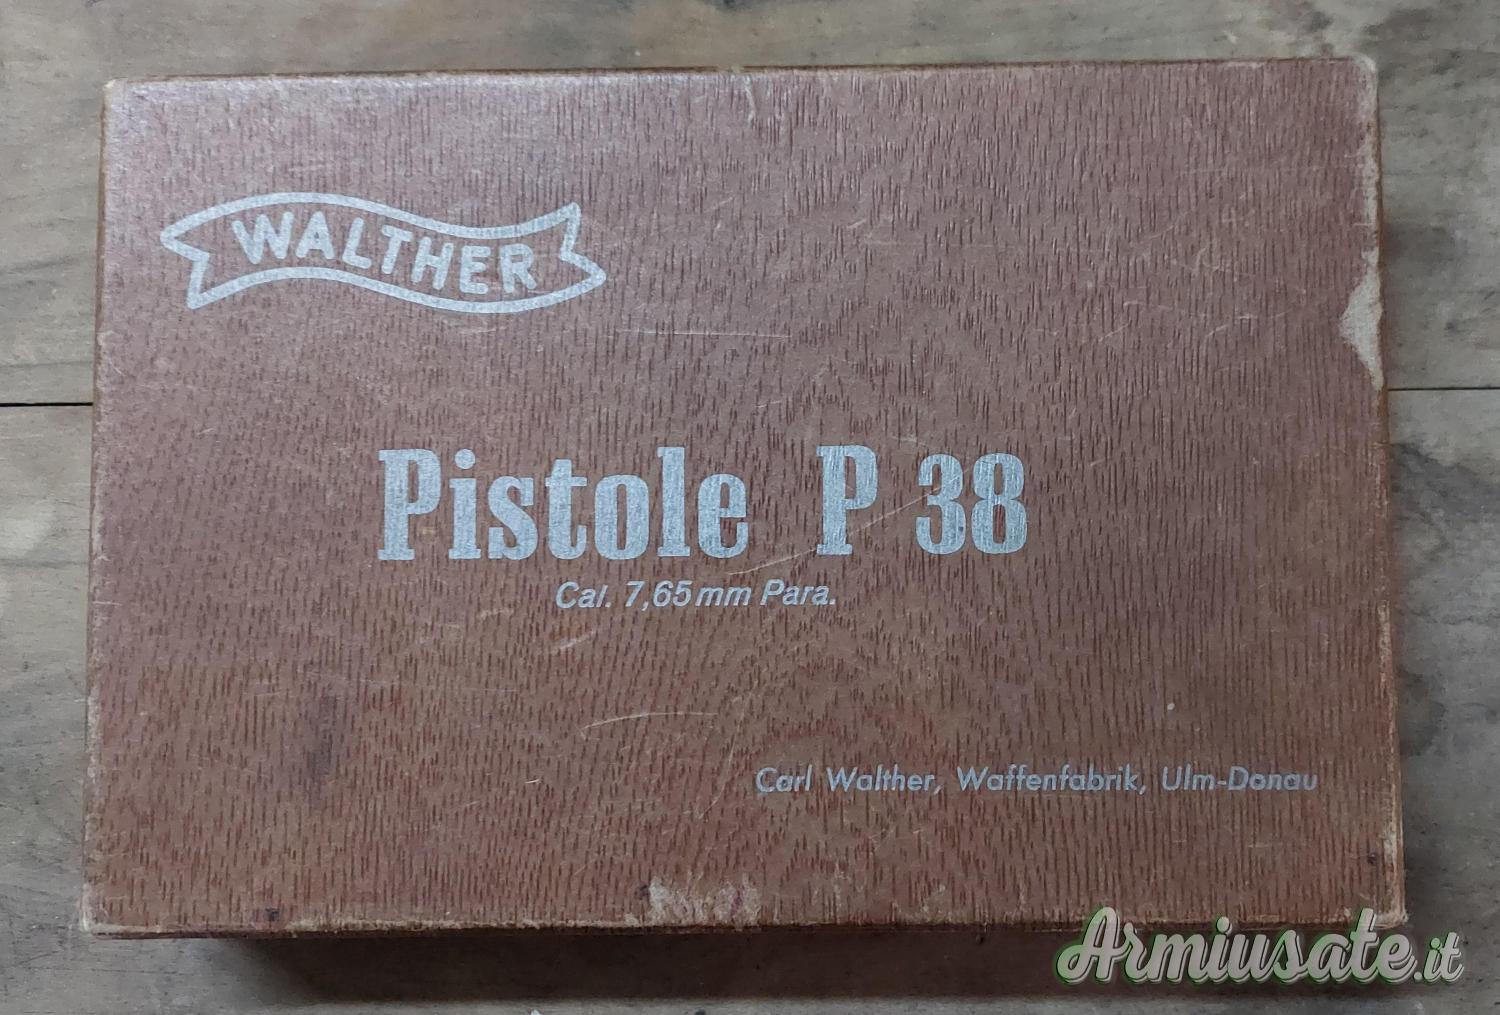 WALTHER
Pistole P 38
Cal. 7,65 mm Para.
Carl Walther, Waffenfabrik, Ulm-Donau
Armiusate.it